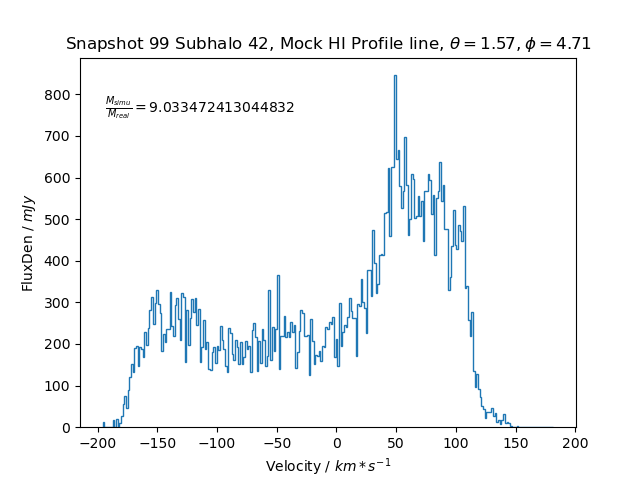 Snapshot 99 Subhalo 42, Mock HI Profile line, θ = 1.57, ϕ = 4.71
M_simu/M_real = 9.033472413044832
FluxDen / mJy
800
700
600
500
400
300
200
100
0
−200 −150 −100 −50 0 50 100 150 200
Velocity / km * s⁻¹